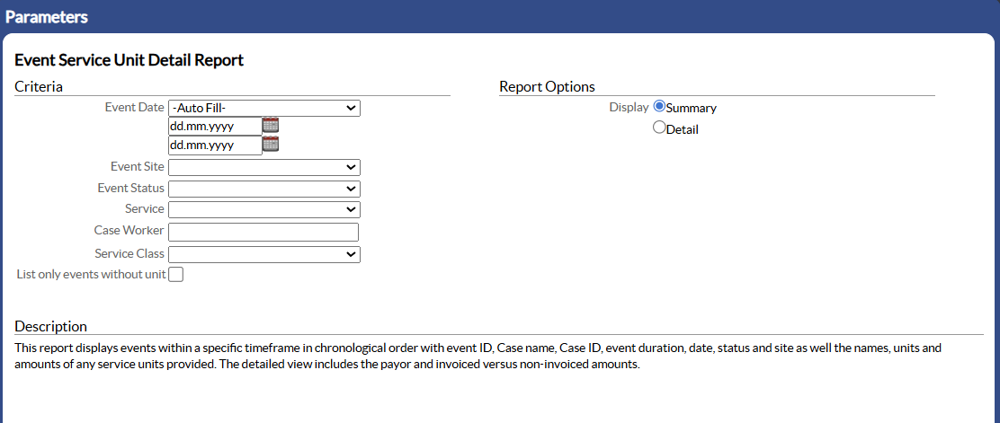 Parameters
Event Service Unit Detail Report
Criteria
Report Options
Event Date -Auto Fill-
Display Summary
dd.mm.yyyy
Detail
dd.mm.yyyy
Event Site
Event Status
Service
Case Worker
Service Class
List only events without unit
Description
This report displays events within a specific timeframe in chronological order with event ID, Case name, Case ID, event duration, date, status and site as well the names, units and
amounts of any service units provided. The detailed view includes the payor and invoiced versus non-invoiced amounts.